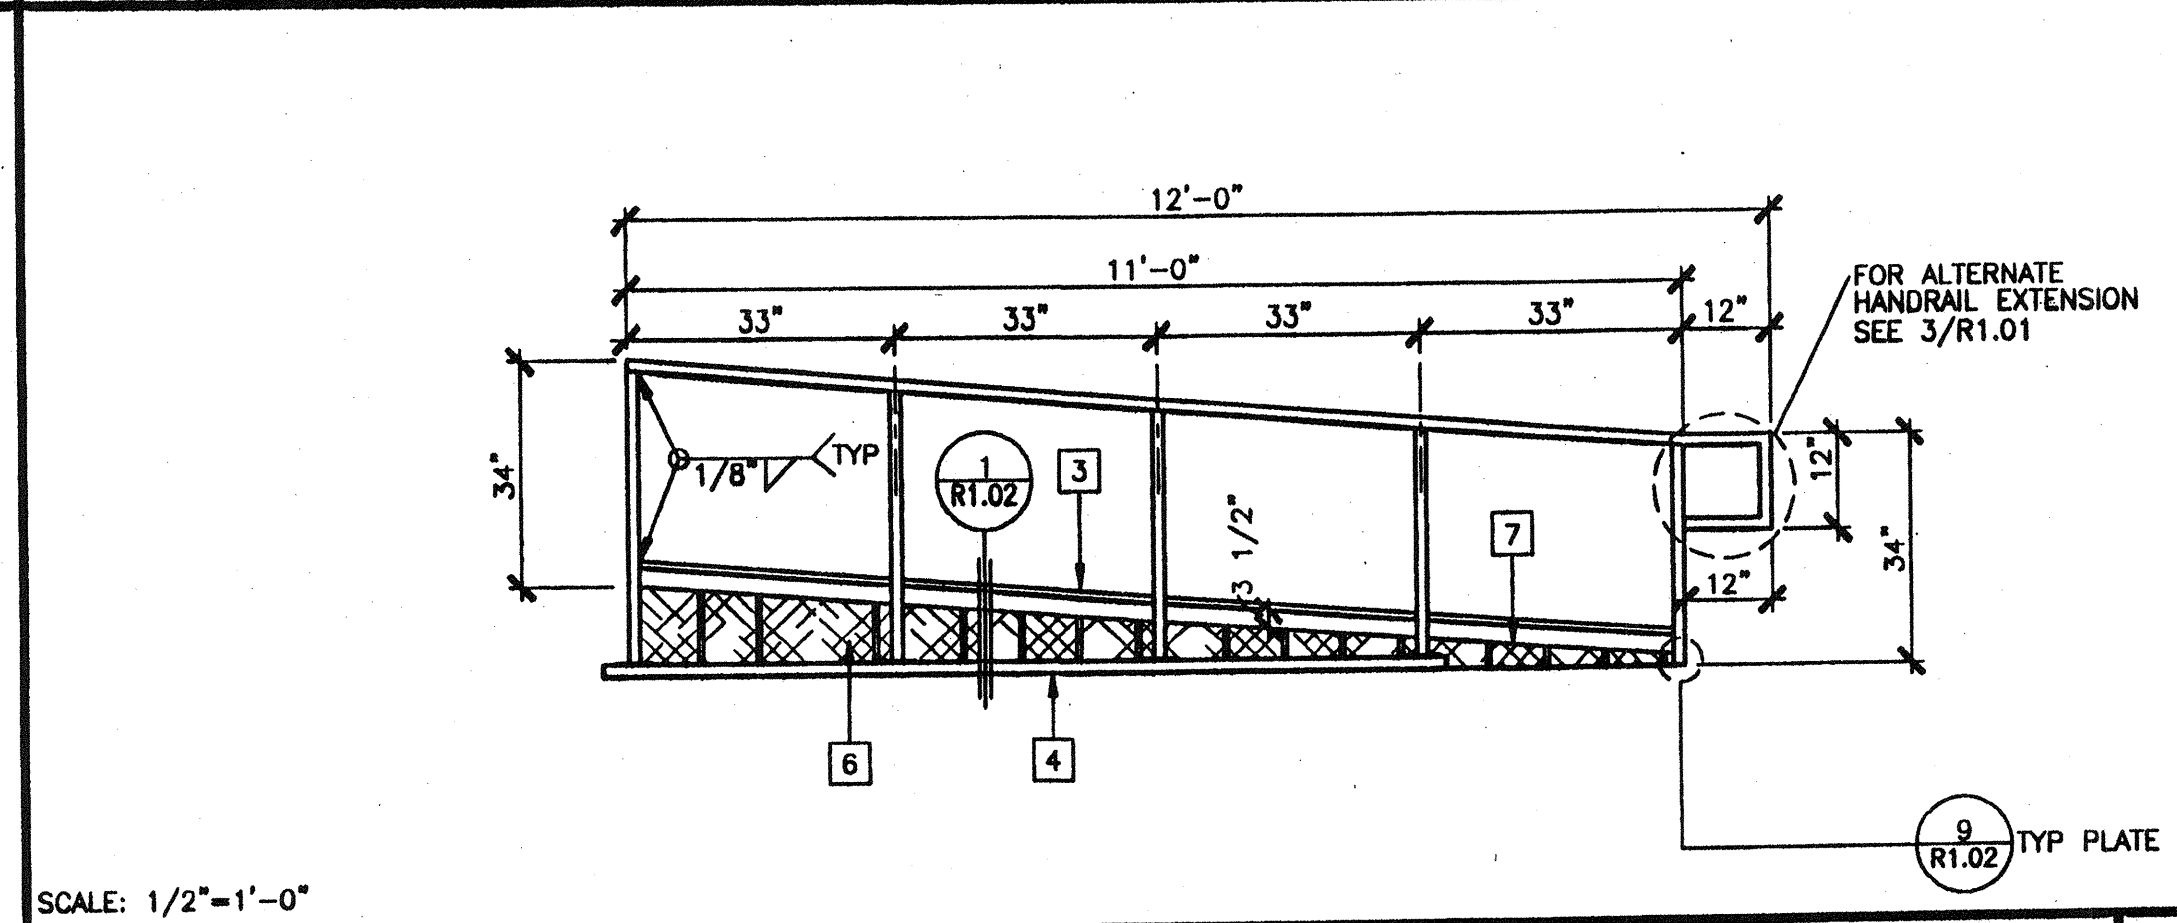 12'-0"
11'-0"
33" 33" 33" 33" 12"
FOR ALTERNATE
HANDRAIL EXTENSION
SEE 3/R1.01
34"
1/8" TYP
1
R1.02
3
3 1/2"
7
12"
34"
12"
6
4
9
R1.02
TYP PLATE
SCALE: 1/2"=1'-0"